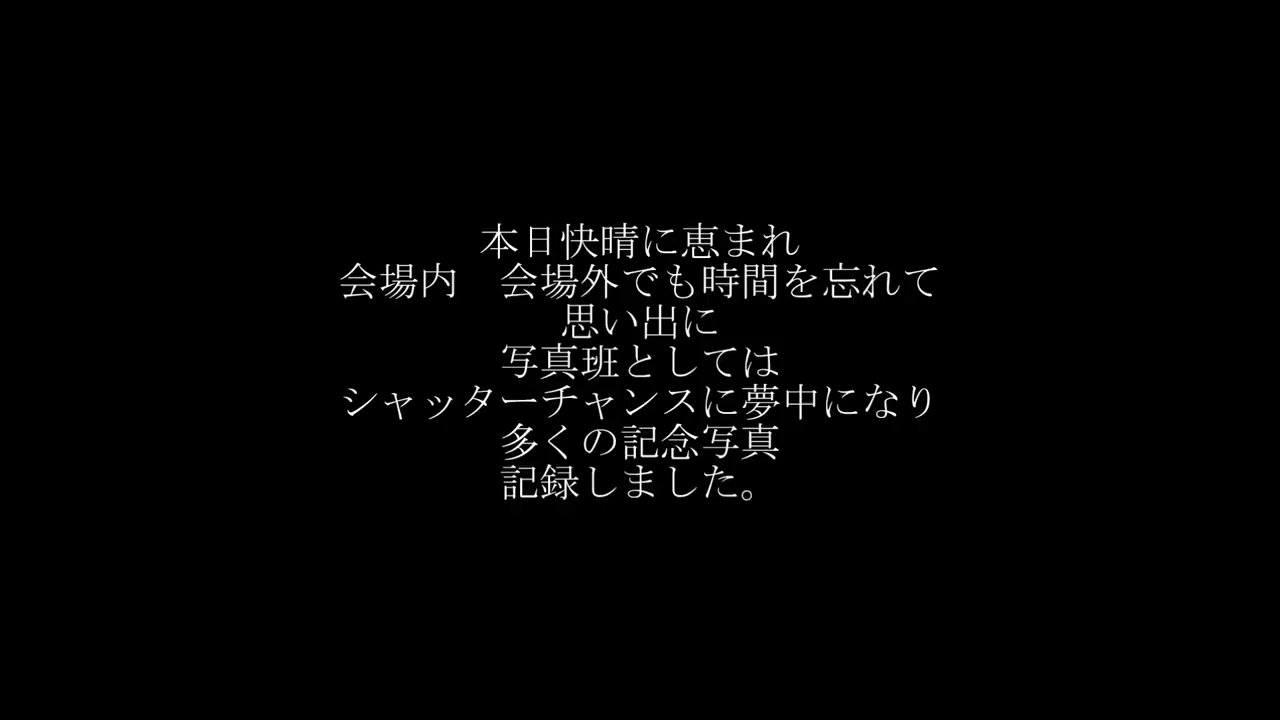 本日快晴に恵まれ
会場内　会場外でも時間を忘れて
思い出に
写真班としては
シャッターチャンスに夢中になり
多くの記念写真
記録しました。